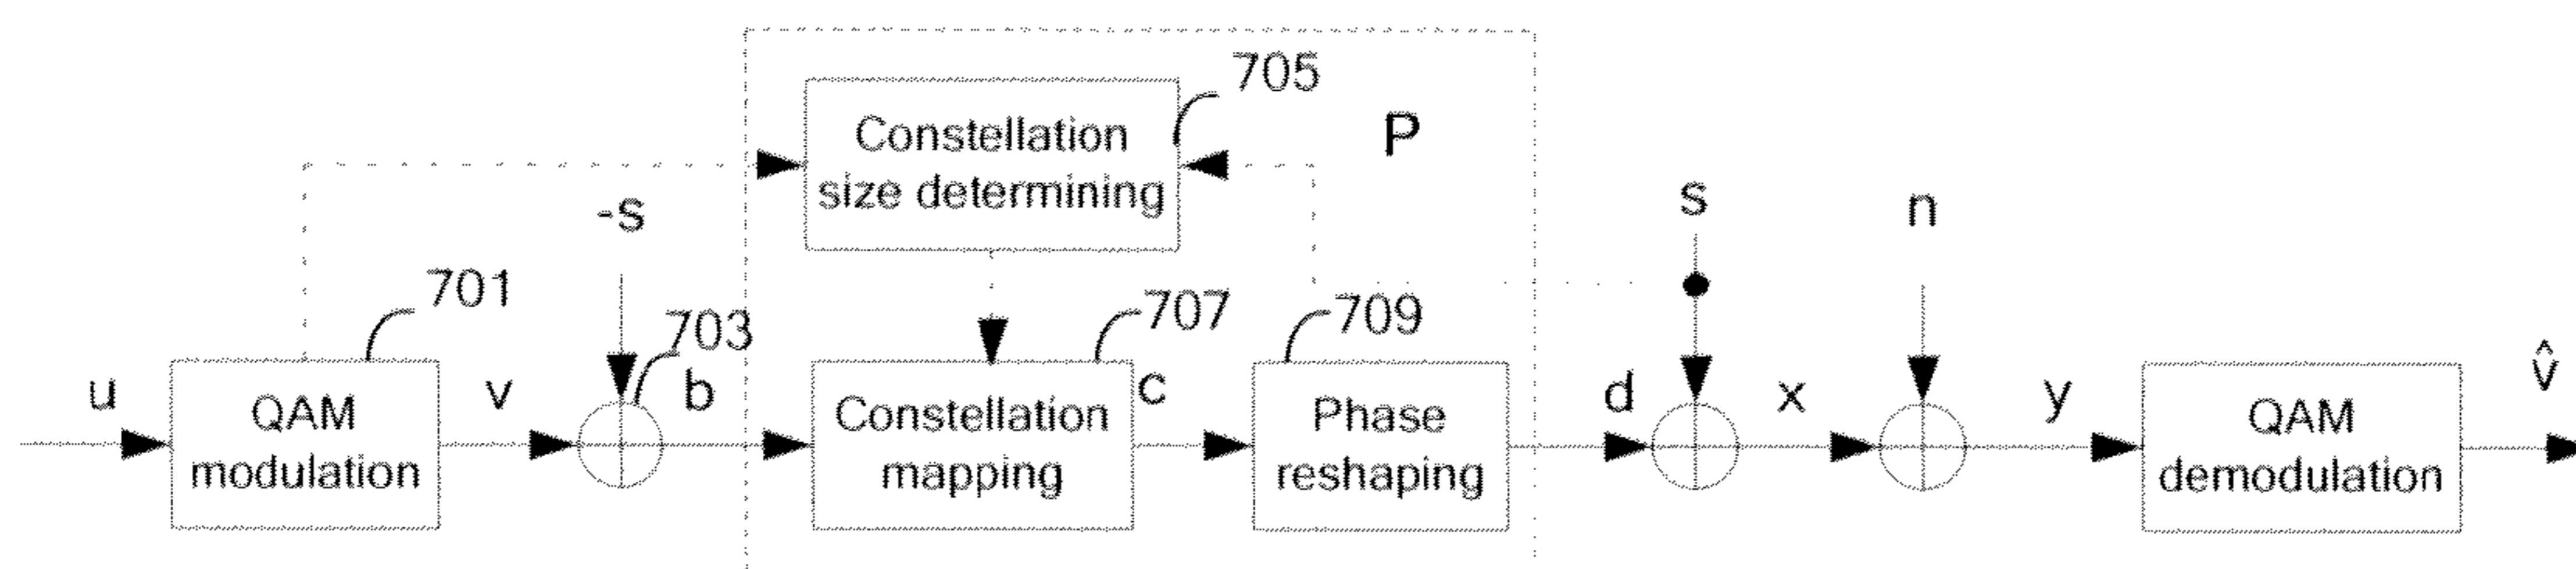 705
Constellation
size determining
P
-s
s
n
701
703
707
709
u
QAM
modulation
v
b
Constellation
mapping
c
Phase
reshaping
d
x
y
QAM
demodulation
v̂